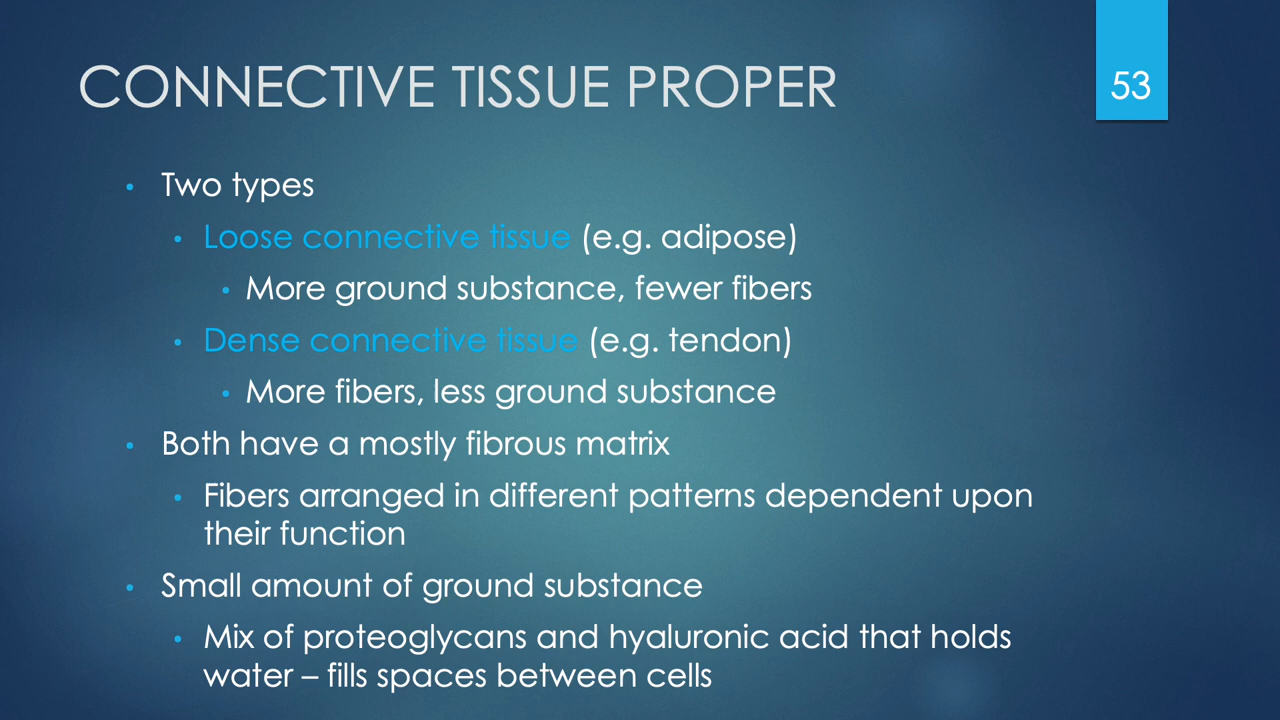 CONNECTIVE TISSUE PROPER
53
• Two types
• Loose connective tissue (e.g. adipose)
• More ground substance, fewer fibers
• Dense connective tissue (e.g. tendon)
• More fibers, less ground substance
• Both have a mostly fibrous matrix
• Fibers arranged in different patterns dependent upon
their function
• Small amount of ground substance
• Mix of proteoglycans and hyaluronic acid that holds
water – fills spaces between cells